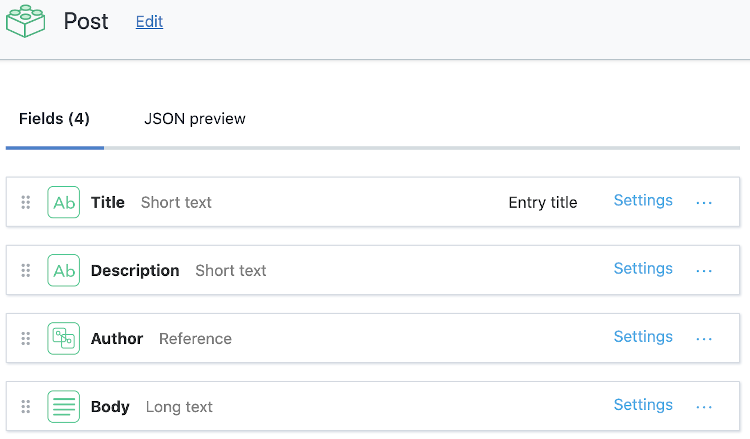 Post Edit
Fields (4) JSON preview
Ab Title Short text Entry title Settings ...
Ab Description Short text Settings ...
Author Reference Settings ...
Body Long text Settings ...